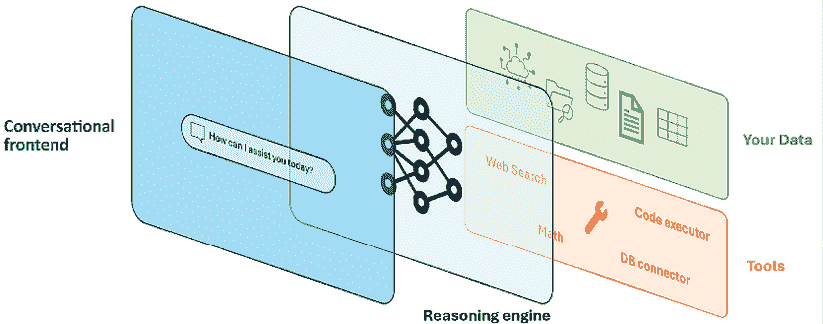 Conversational
frontend
How can I assist you today?
Your Data
Web Search
Math
Code executor
DB connector
Tools
Reasoning engine